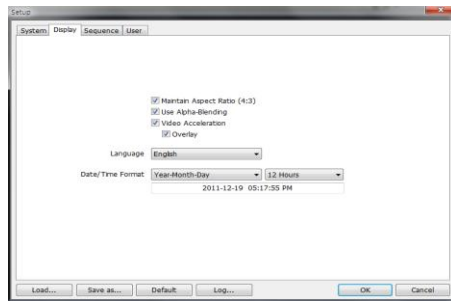 Setup
System Display Sequence User
Maintain Aspect Ratio (4:3)
Use Alpha-Blending
Video Acceleration
Overlay
Language English
Date/Time Format Year-Month-Day 12 Hours
2011-12-19 05:17:55 PM
Load... Save as... Default Log... OK Cancel